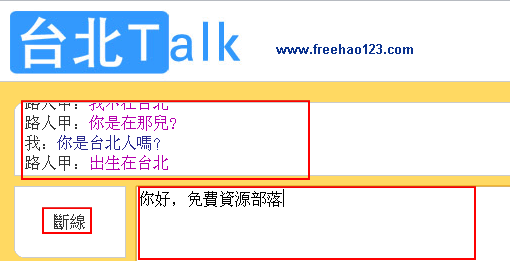 台北Talk
www.freehao123.com
路人甲：我不在台北
路人甲：你是在那兒?
我：你是台北人嗎?
路人甲：出生在台北
斷線
你好，免費資源部落